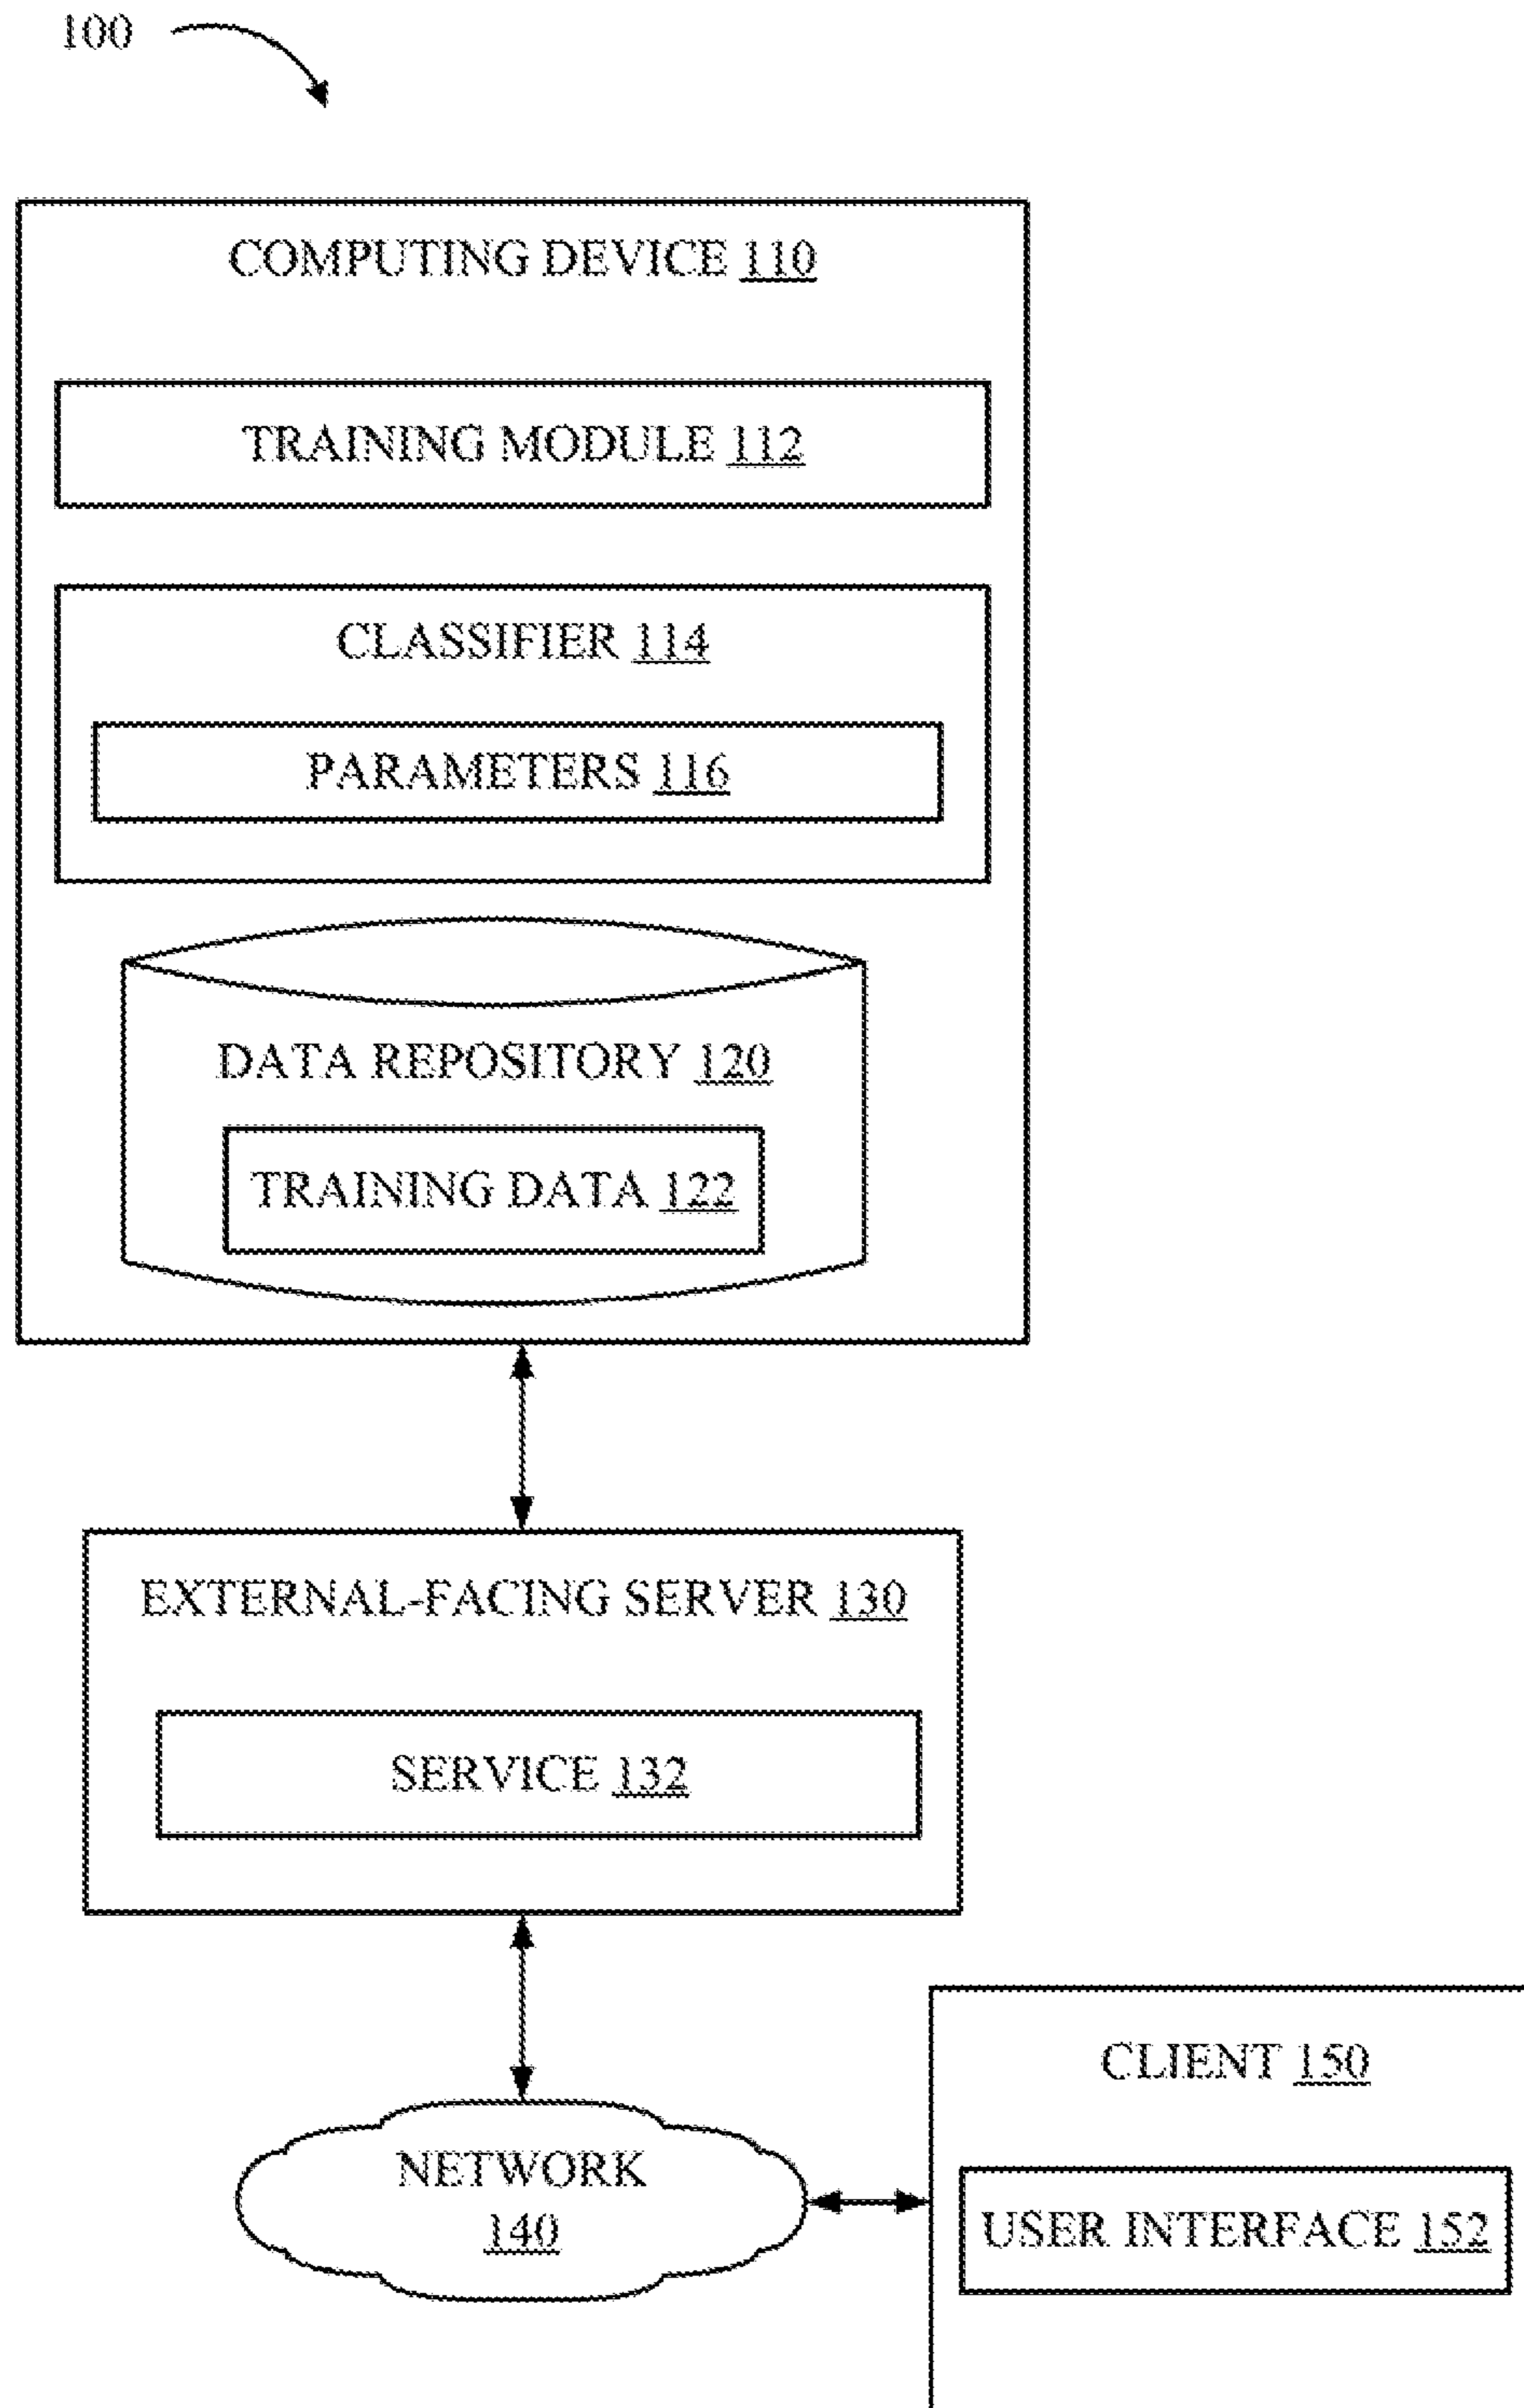 100
COMPUTING DEVICE 110
TRAINING MODULE 112
CLASSIFIER 114
PARAMETERS 116
DATA REPOSITORY 120
TRAINING DATA 122
EXTERNAL-FACING SERVER 130
SERVICE 132
NETWORK
140
CLIENT 150
USER INTERFACE 152